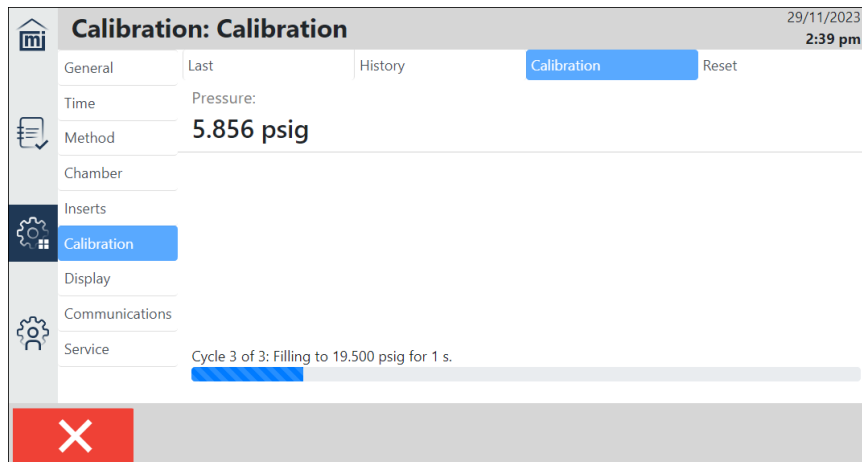 mi
Calibration: Calibration
29/11/2023
2:39 pm
General
Time
Method
Chamber
Inserts
Calibration
Display
Communications
Service
Last
History
Calibration
Reset
Pressure:
5.856 psig
Cycle 3 of 3: Filling to 19.500 psig for 1 s.